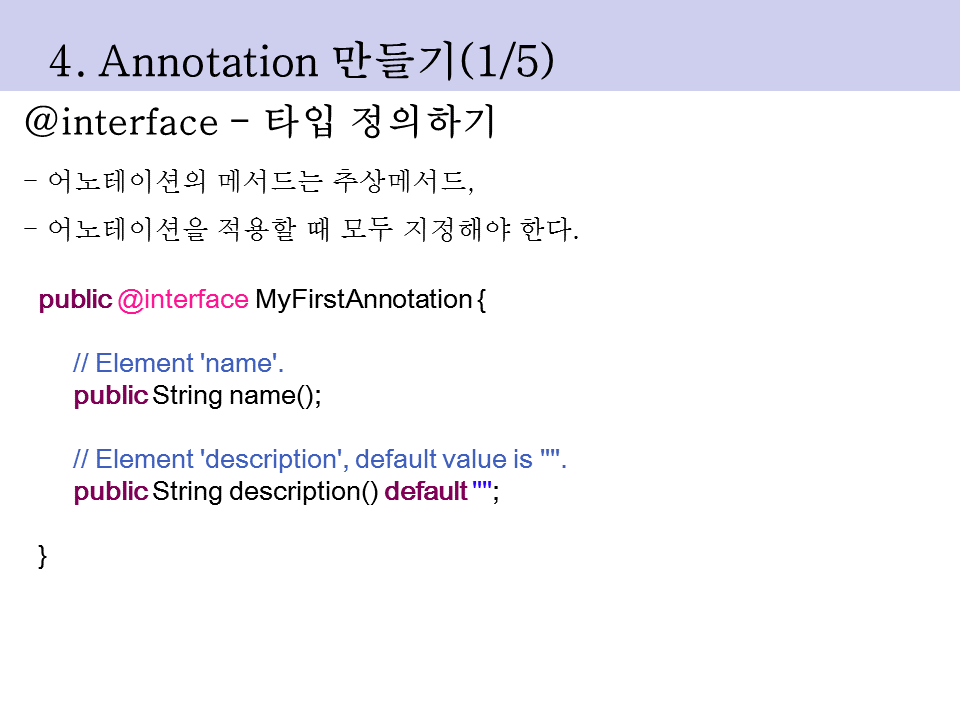 4. Annotation 만들기(1/5)
@interface - 타입 정의하기
- 어노테이션의 메서드는 추상메서드,
- 어노테이션을 적용할 때 모두 지정해야 한다.
public @interface MyFirstAnnotation {
// Element 'name'.
public String name();
// Element 'description', default value is "".
public String description() default "";
}